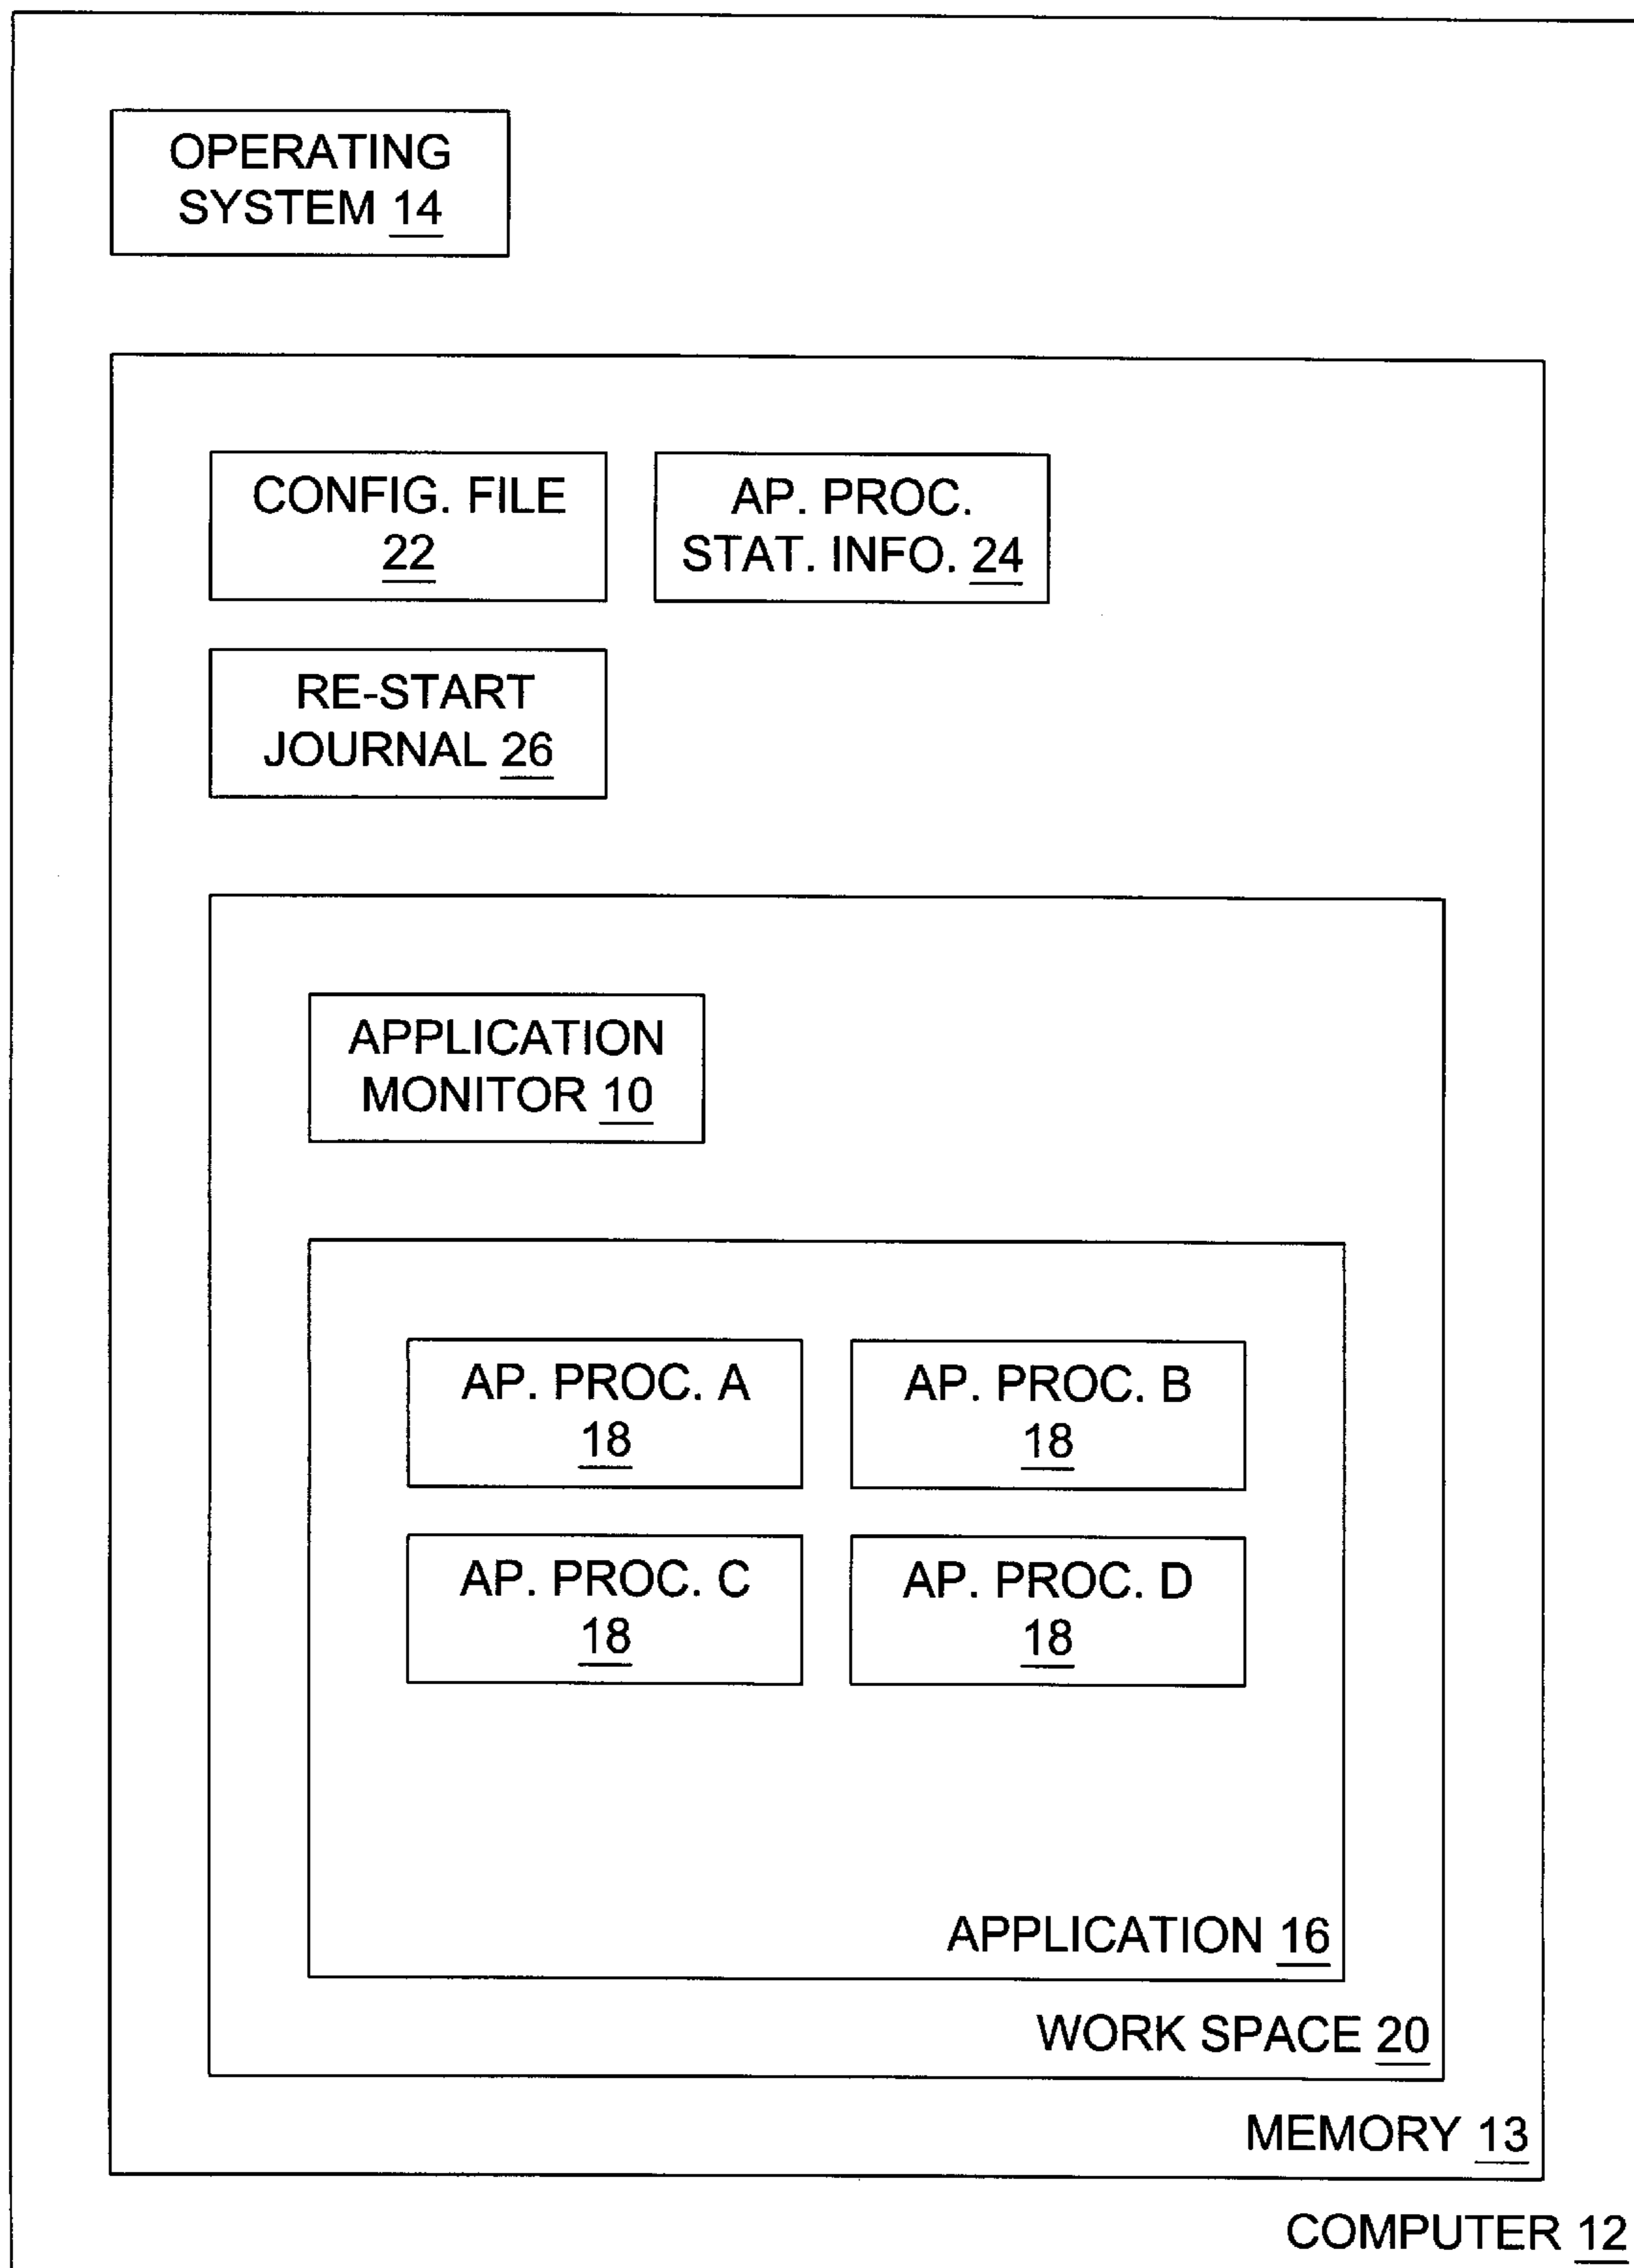 OPERATING
SYSTEM 14
CONFIG. FILE
22
AP. PROC.
STAT. INFO. 24
RE-START
JOURNAL 26
APPLICATION
MONITOR 10
AP. PROC. A
18
AP. PROC. B
18
AP. PROC. C
18
AP. PROC. D
18
APPLICATION 16
WORK SPACE 20
MEMORY 13
COMPUTER 12